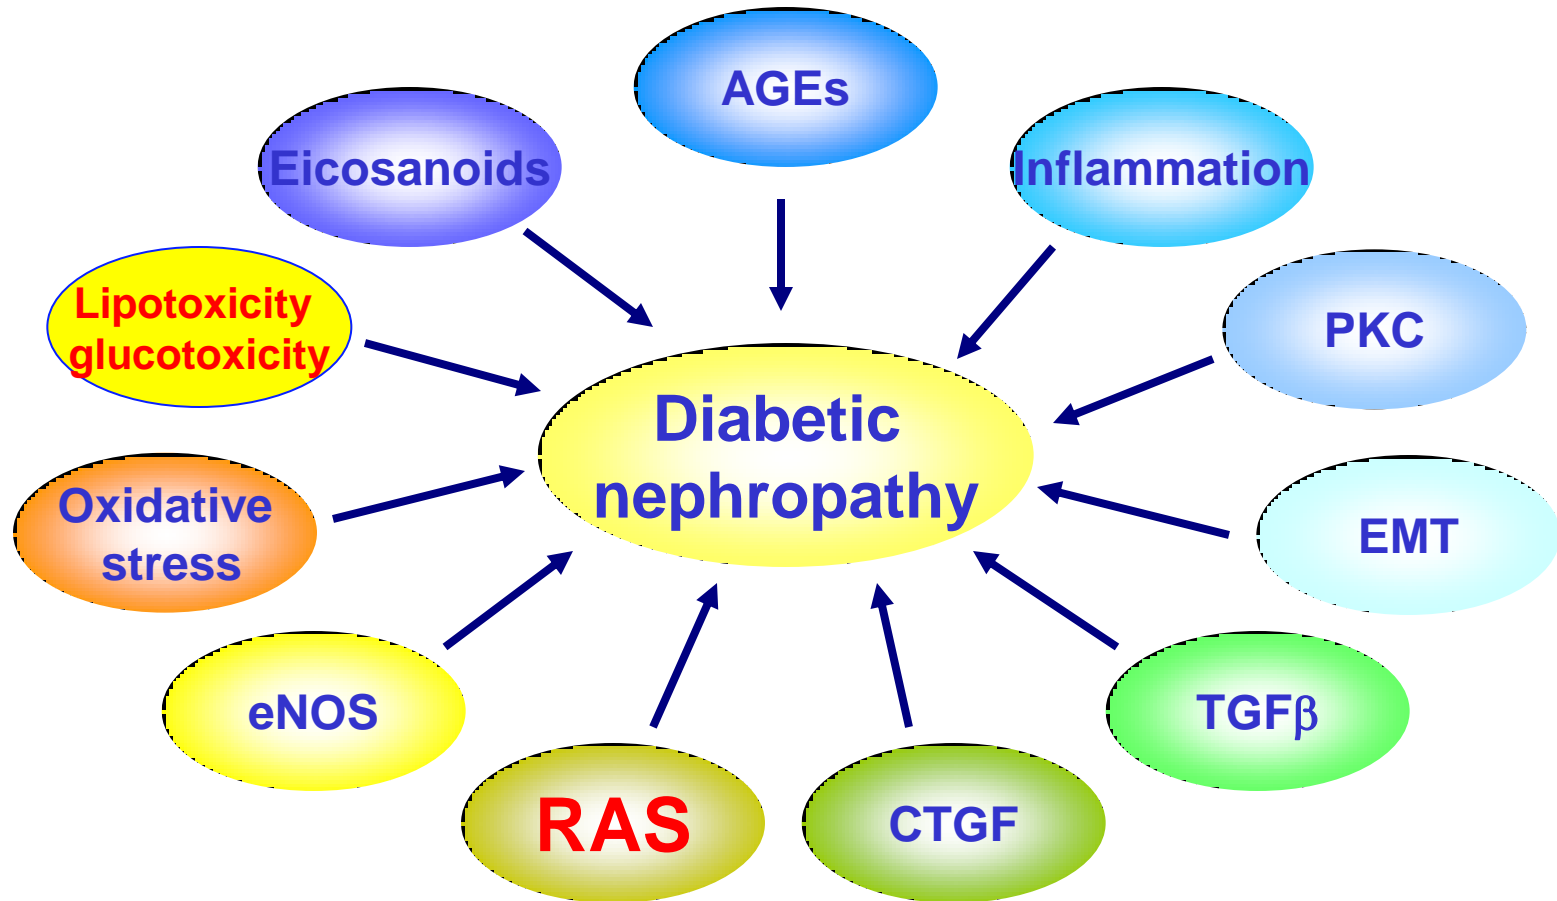 AGEs
Eicosanoids
Inflammation
Lipotoxicity
glucotoxicity
PKC
Diabetic
nephropathy
Oxidative
stress
EMT
eNOS
TGFβ
RAS
CTGF